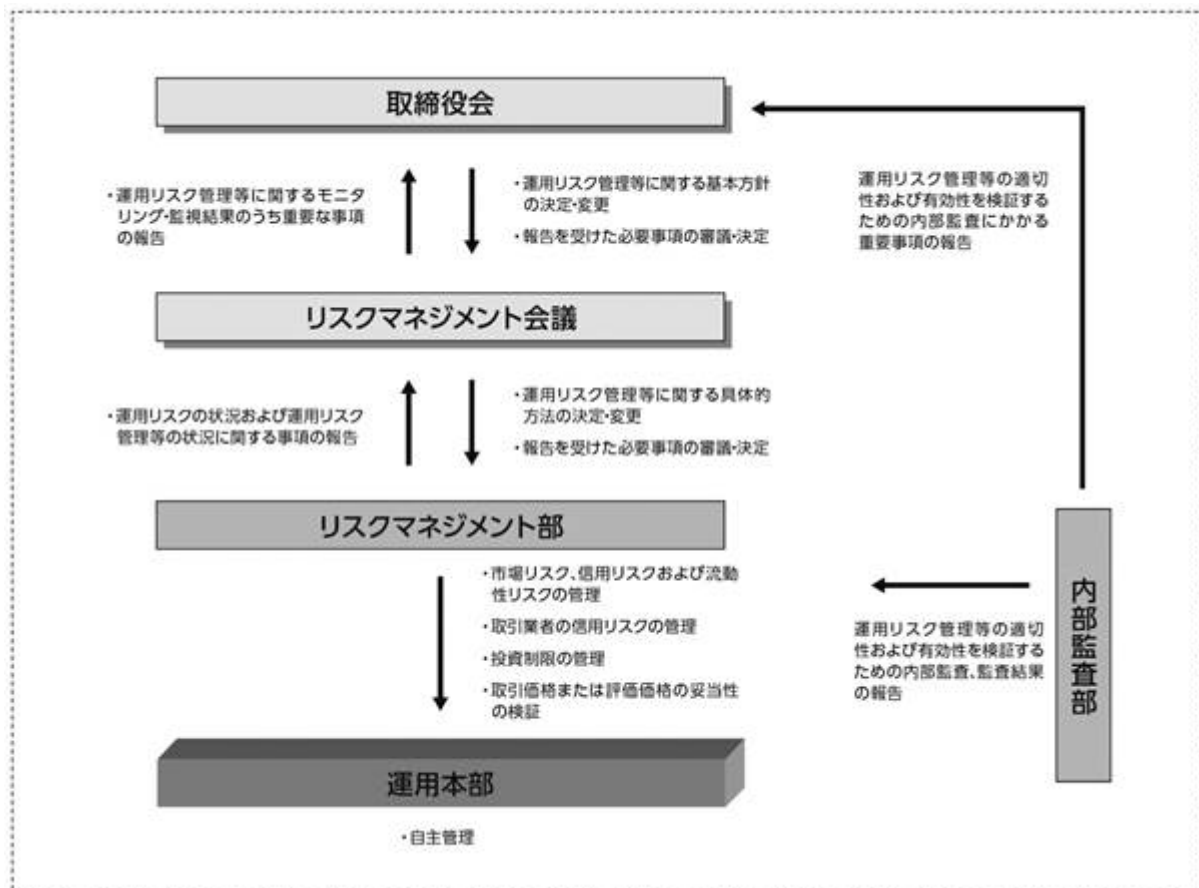 取締役会
・運用リスク管理等に関するモニタ
リング・監視結果のうち重要な事項
の報告
・運用リスク管理等に関する基本方針
の決定・変更
・報告を受けた必要事項の審議・決定
運用リスク管理等の適切
性および有効性を検証する
ための内部監査にかかる
重要事項の報告
リスクマネジメント会議
・運用リスクの状況および運用リスク
管理等の状況に関する事項の報告
・運用リスク管理等に関する具体的
方法の決定・変更
・報告を受けた必要事項の審議・決定
リスクマネジメント部
・市場リスク、信用リスクおよび流動
性リスクの管理
・取引業者の信用リスクの管理
・投資制限の管理
・取引価格または評価価格の妥当性
の検証
運用リスク管理等の適切
性および有効性を検証する
ための内部監査、監査結果
の報告
内部監査部
運用本部
・自主管理